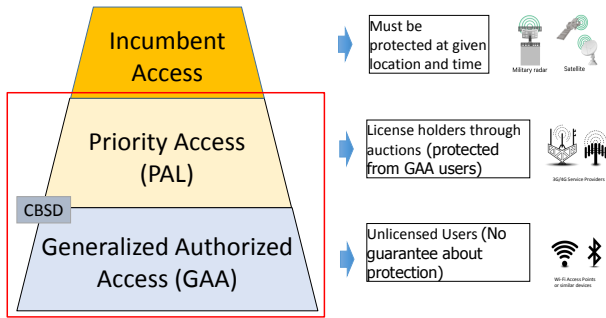 Incumbent
Access
Must be
protected at given
location and time
Military radar
Satellite
Priority Access
(PAL)
License holders through
auctions (protected
from GAA users)
3G/4G Service Providers
CBSD
Generalized Authorized
Access (GAA)
Unlicensed Users (No
guarantee about
protection)
Wi-Fi Access Points
or similar devices